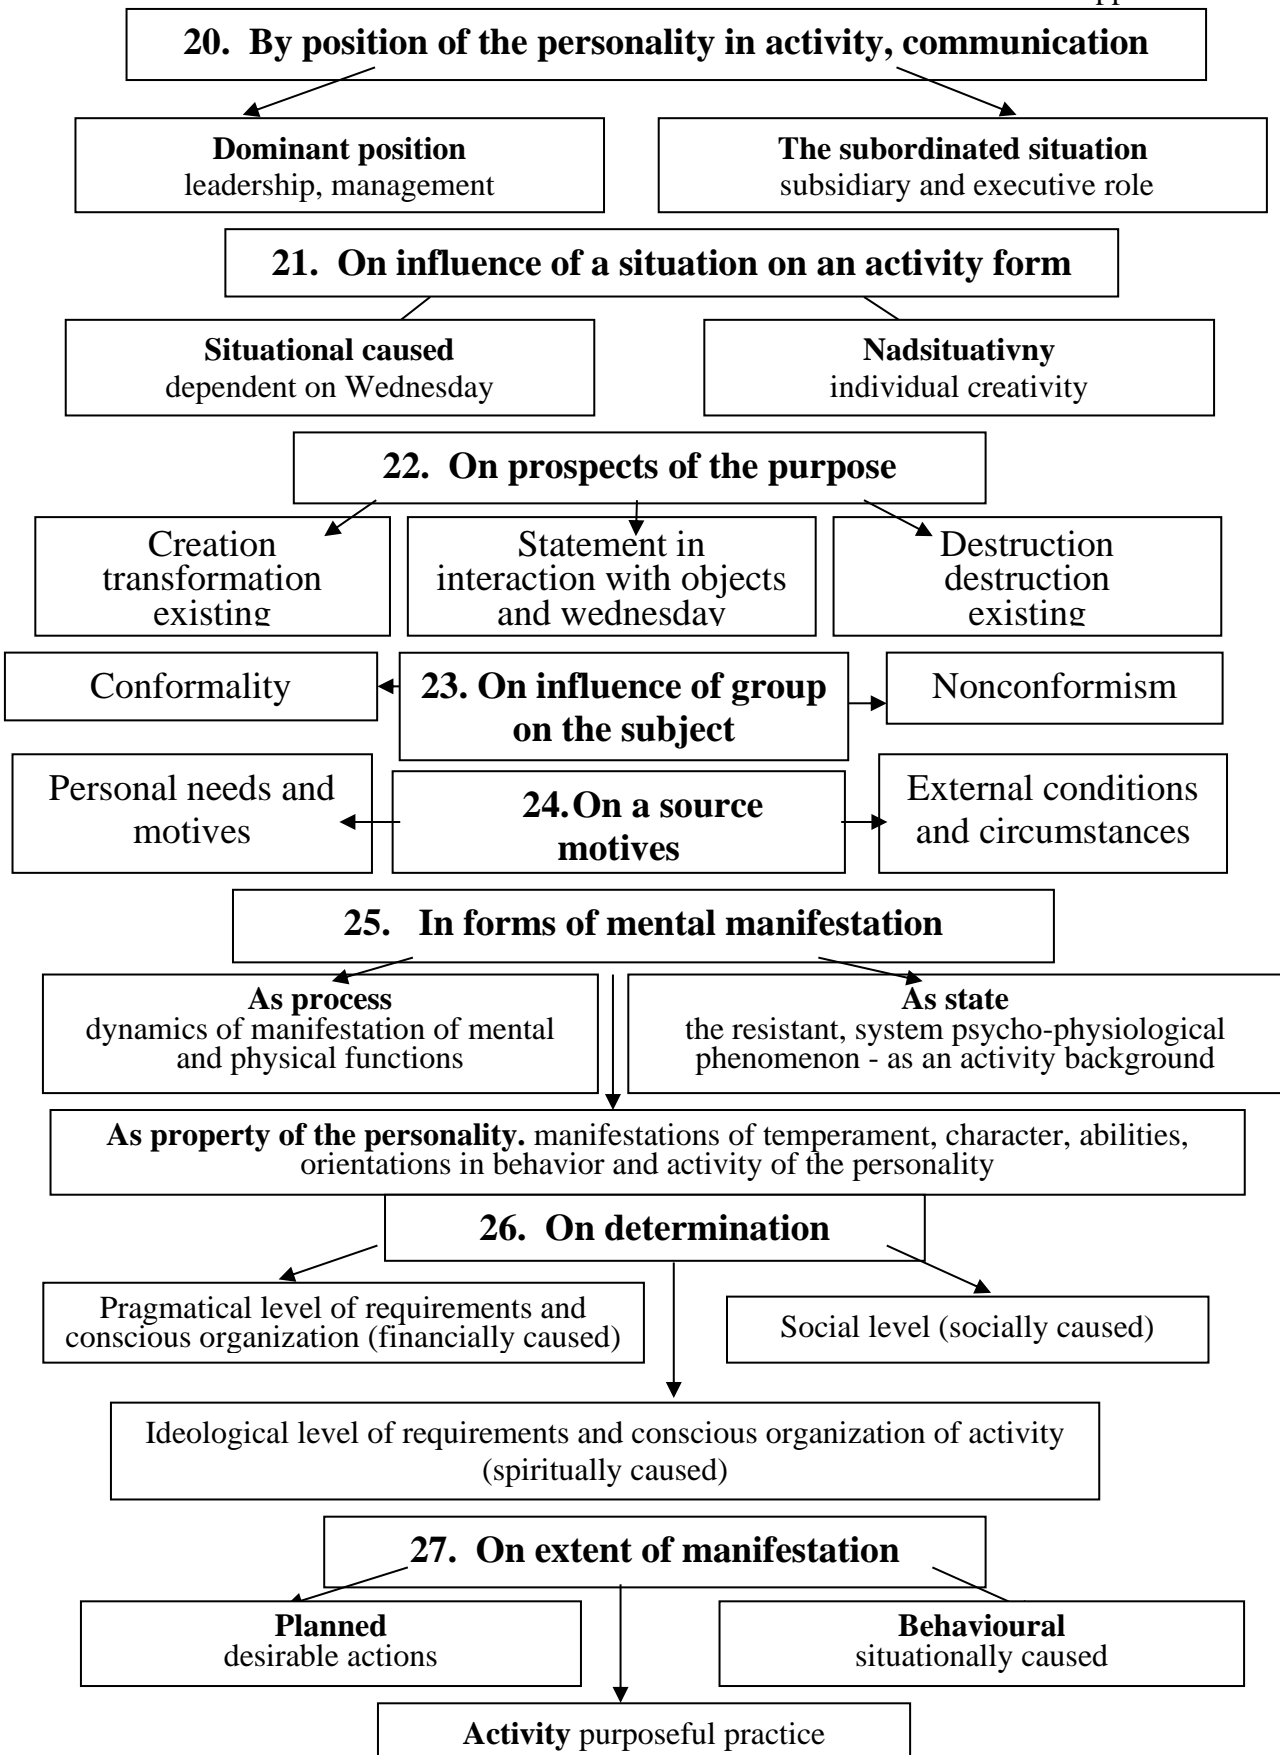 20. By position of the personality in activity, communication
Dominant position
leadership, management
The subordinated situation
subsidiary and executive role
21. On influence of a situation on an activity form
Situational caused
dependent on Wednesday
Nadsituativny
individual creativity
22. On prospects of the purpose
Creation
transformation
existing
Statement in
interaction with objects
and wednesday
Destruction
destruction
existing
Conformality
23. On influence of group
on the subject
Nonconformism
Personal needs and
motives
24.On a source
motives
External conditions
and circumstances
25. In forms of mental manifestation
As process
dynamics of manifestation of mental
and physical functions
As state
the resistant, system psycho-physiological
phenomenon - as an activity background
As property of the personality. manifestations of temperament, character, abilities,
orientations in behavior and activity of the personality
26. On determination
Pragmatical level of requirements and
conscious organization (financially caused)
Social level (socially caused)
Ideological level of requirements and conscious organization of activity
(spiritually caused)
27. On extent of manifestation
Planned
desirable actions
Behavioural
situationally caused
Activity purposeful practice